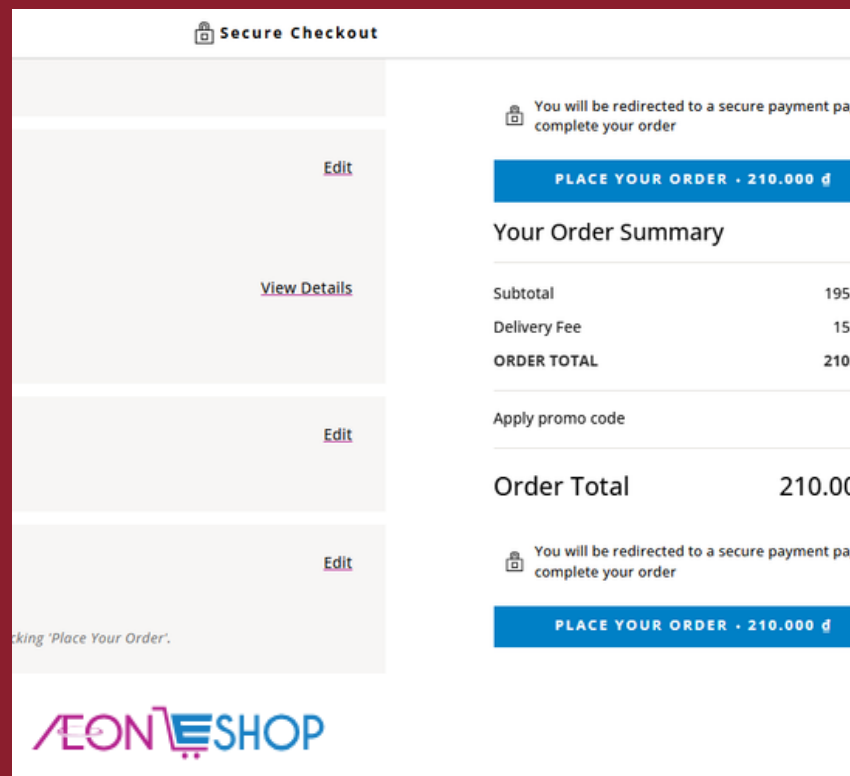 Secure Checkout
Edit
View Details
Edit
Edit
'Place Your Order'.
ÆON ESHOP
You will be redirected to a secure payment
complete your order
PLACE YOUR ORDER • 210.000 ₫
Your Order Summary
Subtotal 195
Delivery Fee 15
ORDER TOTAL 210
Apply promo code
Order Total 210.00
You will be redirected to a secure payment
complete your order
PLACE YOUR ORDER • 210.000 ₫